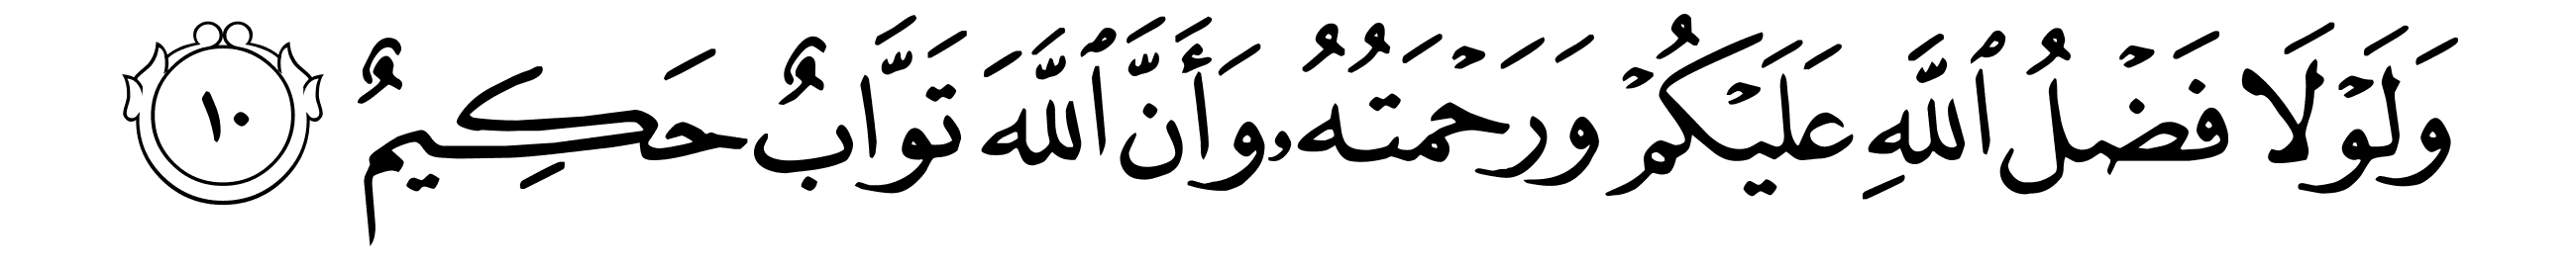 وَلَوْلَا فَضْلُ ٱللَّهِ عَلَيْكُمْ وَرَحْمَتُهُۥ وَأَنَّ ٱللَّهَ تَوَّابٌ حَكِيمٌ ١٠